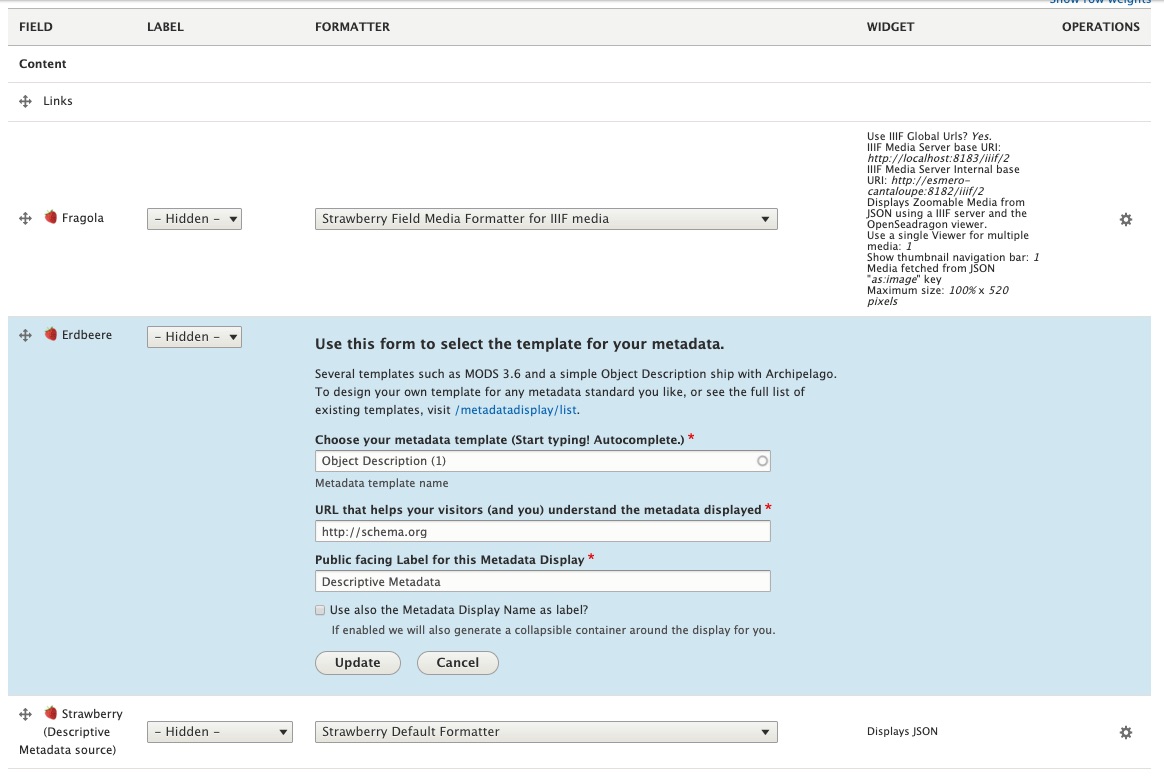 Show row weights
FIELD LABEL FORMATTER WIDGET OPERATIONS
Content
Links
Fragola
- Hidden -
Strawberry Field Media Formatter for IIIF media
Use IIIF Global Urls? Yes.
IIIF Media Server base URI:
http://localhost:8183/iiif/2
IIIF Media Server Internal base
URI: http://esmero-
cantaloupe:8182/iiif/2
Displays Zoomable Media from
JSON using a IIIF server and the
OpenSeadragon viewer.
Use a single Viewer for multiple
media: 1
Show thumbnail navigation bar: 1
Media fetched from JSON
"as:image" key
Maximum size: 100% x 520
pixels
Erdbeere
- Hidden -
Use this form to select the template for your metadata.
Several templates such as MODS 3.6 and a simple Object Description ship with Archipelago.
To design your own template for any metadata standard you like, or see the full list of
existing templates, visit /metadatadisplay/list.
Choose your metadata template (Start typing! Autocomplete.) *
Object Description (1)
Metadata template name
URL that helps your visitors (and you) understand the metadata displayed *
http://schema.org
Public facing Label for this Metadata Display *
Descriptive Metadata
Use also the Metadata Display Name as label?
If enabled we will also generate a collapsible container around the display for you.
Update Cancel
Strawberry
(Descriptive
Metadata source)
- Hidden -
Strawberry Default Formatter
Displays JSON